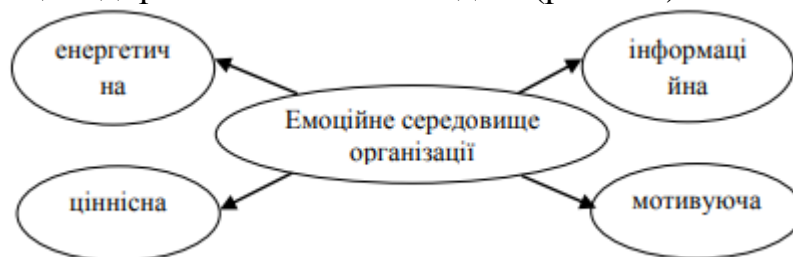 енергетич
на
інформаці
йна
Емоційне середовище
організації
ціннісна
мотивуюча